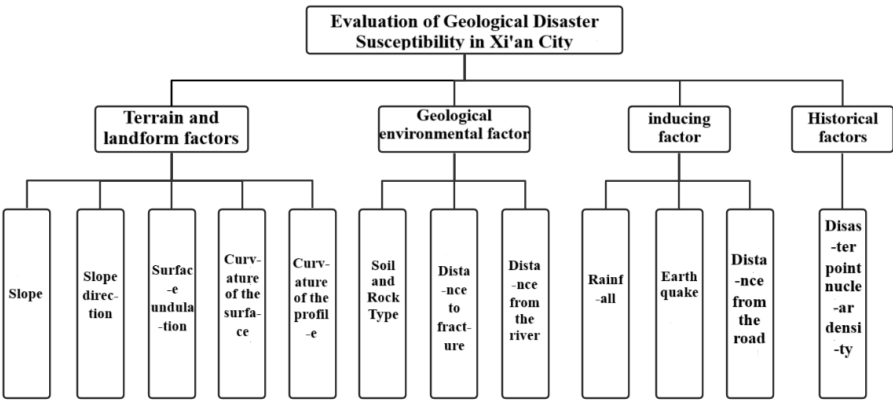 Evaluation of Geological Disaster
Susceptibility in Xi'an City
Terrain and
landform factors
Geological
environmental factor
inducing
factor
Historical
factors
Slope
Slope
direc-
tion
Surfac
-e
undula
-tion
Curv-
ature
of the
surfa-
ce
Curv-
ature
of the
profil-
-e
Soil
and
Rock
Type
Dista
-nce
to
fract-
ure
Dista
-nce
from
the
river
Rainf
-all
Earth
quake
Dista
-nce
from
the
road
Disas
-ter
point
nucle
-ar
densi
-ty